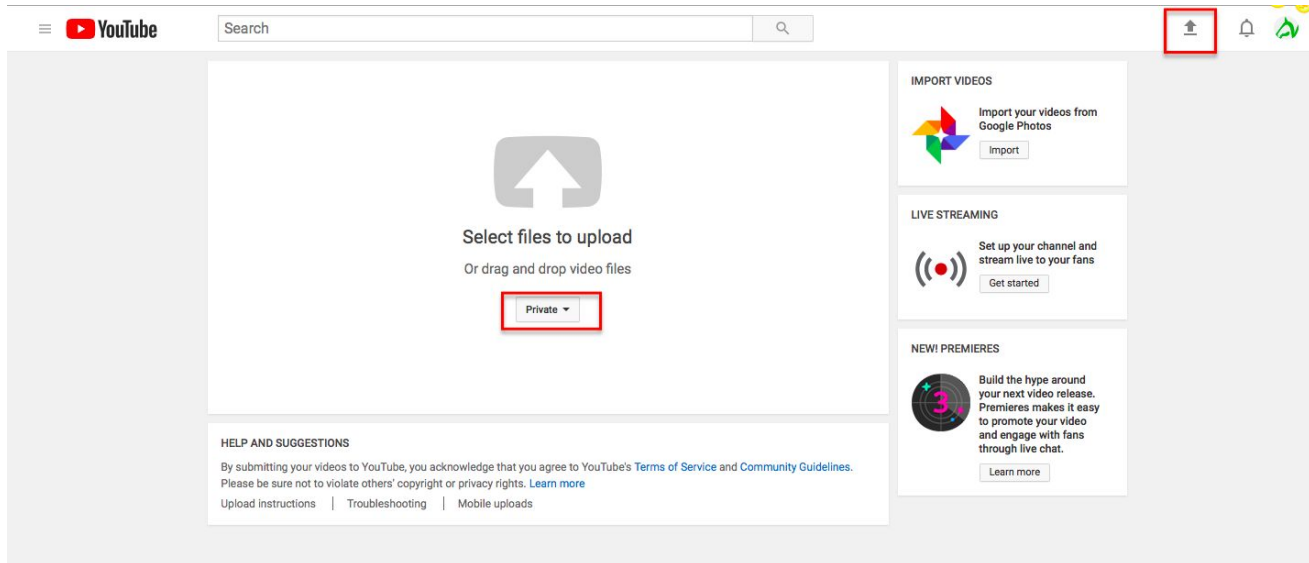 YouTube
Search
Select files to upload
Or drag and drop video files
Private
HELP AND SUGGESTIONS
By submitting your videos to YouTube, you acknowledge that you agree to YouTube's Terms of Service and Community Guidelines.
Please be sure not to violate others' copyright or privacy rights. Learn more
Upload instructions | Troubleshooting | Mobile uploads
IMPORT VIDEOS
Import your videos from
Google Photos
Import
LIVE STREAMING
Set up your channel and
stream live to your fans
Get started
NEW! PREMIERES
3
Build the hype around
your next video release.
Premieres makes it easy
to promote your video
and engage with fans
through live chat.
Learn more